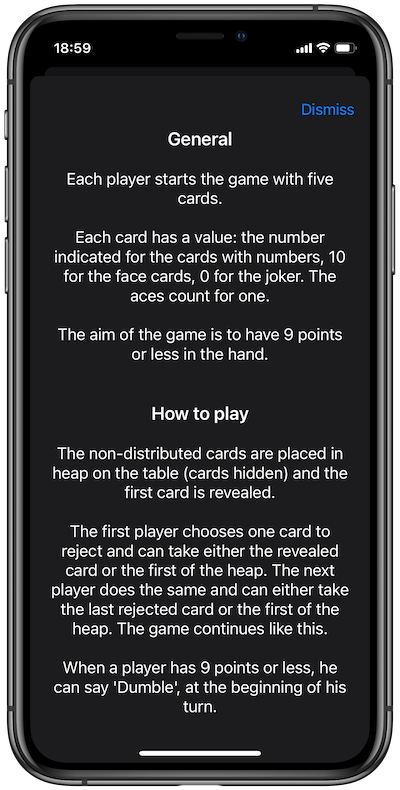 18:59
Dismiss
General
Each player starts the game with five
cards.
Each card has a value: the number
indicated for the cards with numbers, 10
for the face cards, 0 for the joker. The
aces count for one.
The aim of the game is to have 9 points
or less in the hand.
How to play
The non-distributed cards are placed in
heap on the table (cards hidden) and the
first card is revealed.
The first player chooses one card to
reject and can take either the revealed
card or the first of the heap. The next
player does the same and can either take
the last rejected card or the first of the
heap. The game continues like this.
When a player has 9 points or less, he
can say 'Dumble', at the beginning of his
turn.